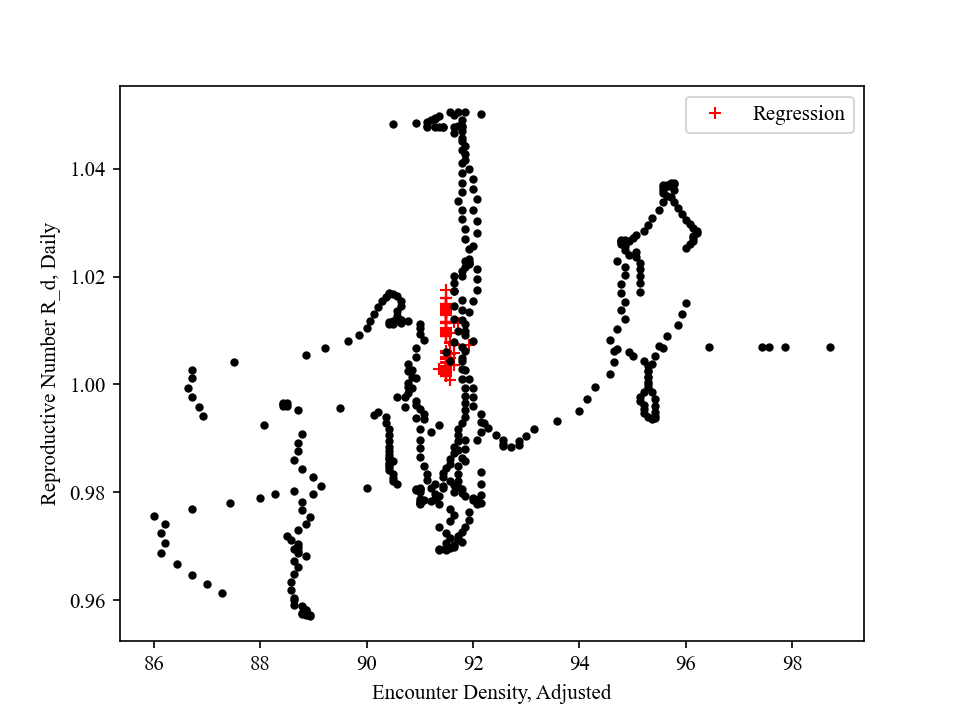 Regression
1.04
1.02
1.00
0.98
0.96
Reproductive Number R_d, Daily
86 88 90 92 94 96 98
Encounter Density, Adjusted